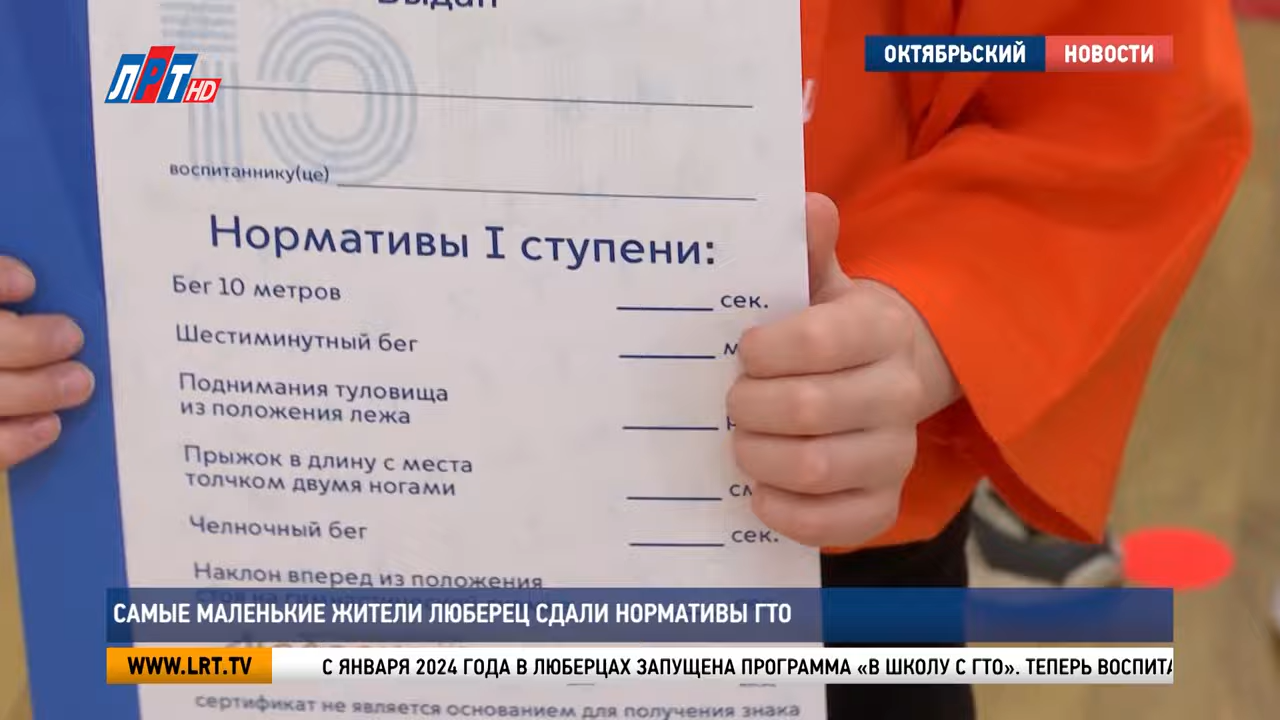 Выдан
ЛРТ HD
ОКТЯБРЬСКИЙ НОВОСТИ
воспитаннику(це)
Нормативы I ступени:
Бег 10 метров сек.
Шестиминутный бег
Поднимания туловища
из положения лежа
Прыжок в длину с места
толчком двумя ногами см
Челночный бег сек.
Наклон вперед из положения
САМЫЕ МАЛЕНЬКИЕ ЖИТЕЛИ ЛЮБЕРЕЦ СДАЛИ НОРМАТИВЫ ГТО
WWW.LRT.TV С ЯНВАРЯ 2024 ГОДА В ЛЮБЕРЦАХ ЗАПУЩЕНА ПРОГРАММА «В ШКОЛУ С ГТО». ТЕПЕРЬ ВОСПИТА
сертификат не является основанием для получения знака